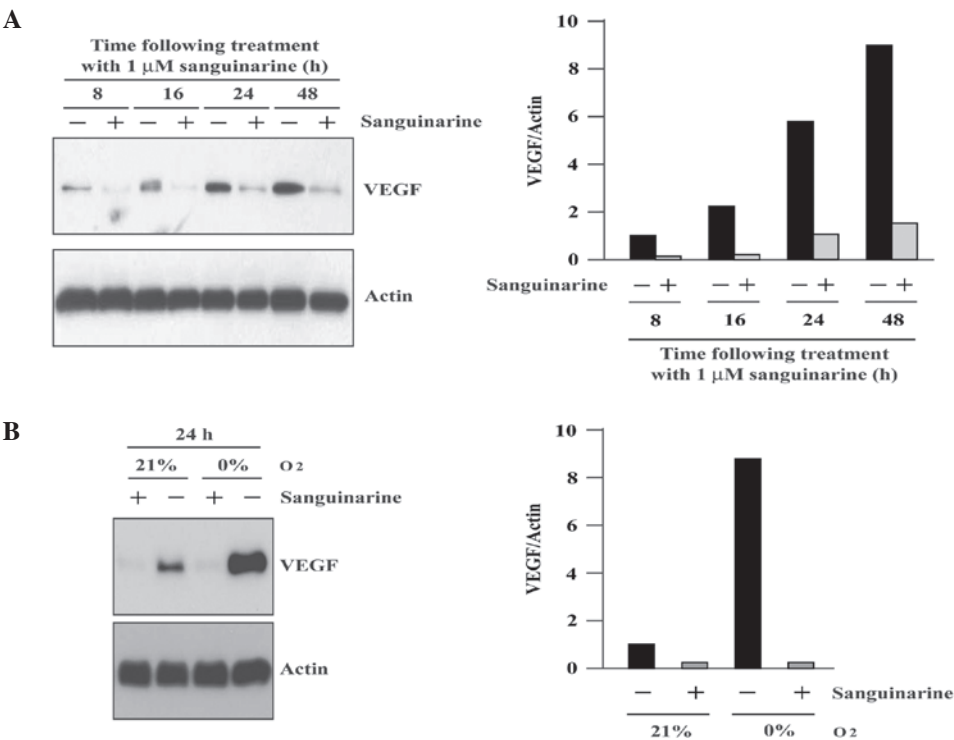 A
Time following treatment
with 1 µM sanguinarine (h)
8 16 24 48
− + − + − + − + Sanguinarine
VEGF
Actin
10
8
6
4
2
0
VEGF/Actin
Sanguinarine − + − + − + − +
8 16 24 48
Time following treatment
with 1 µM sanguinarine (h)
B
24 h
21% 0% O2
+ − + − Sanguinarine
VEGF
Actin
10
8
6
4
2
0
VEGF/Actin
− + − + Sanguinarine
21% 0% O2